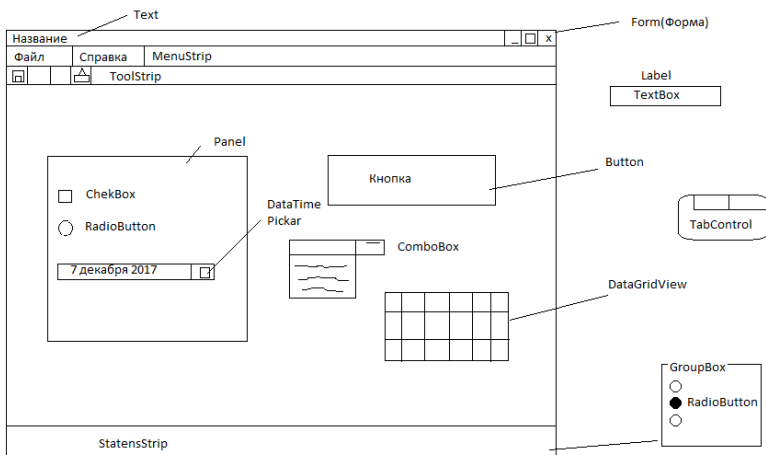 Text
Form(Форма)
Название
x
Файл
Справка
MenuStrip
ToolStrip
Label
TextBox
Panel
Button
Кнопка
ChekBox
DataTime
Pickar
RadioButton
TabControl
ComboBox
7 декабря 2017
DataGridView
GroupBox
RadioButton
StatensStrip